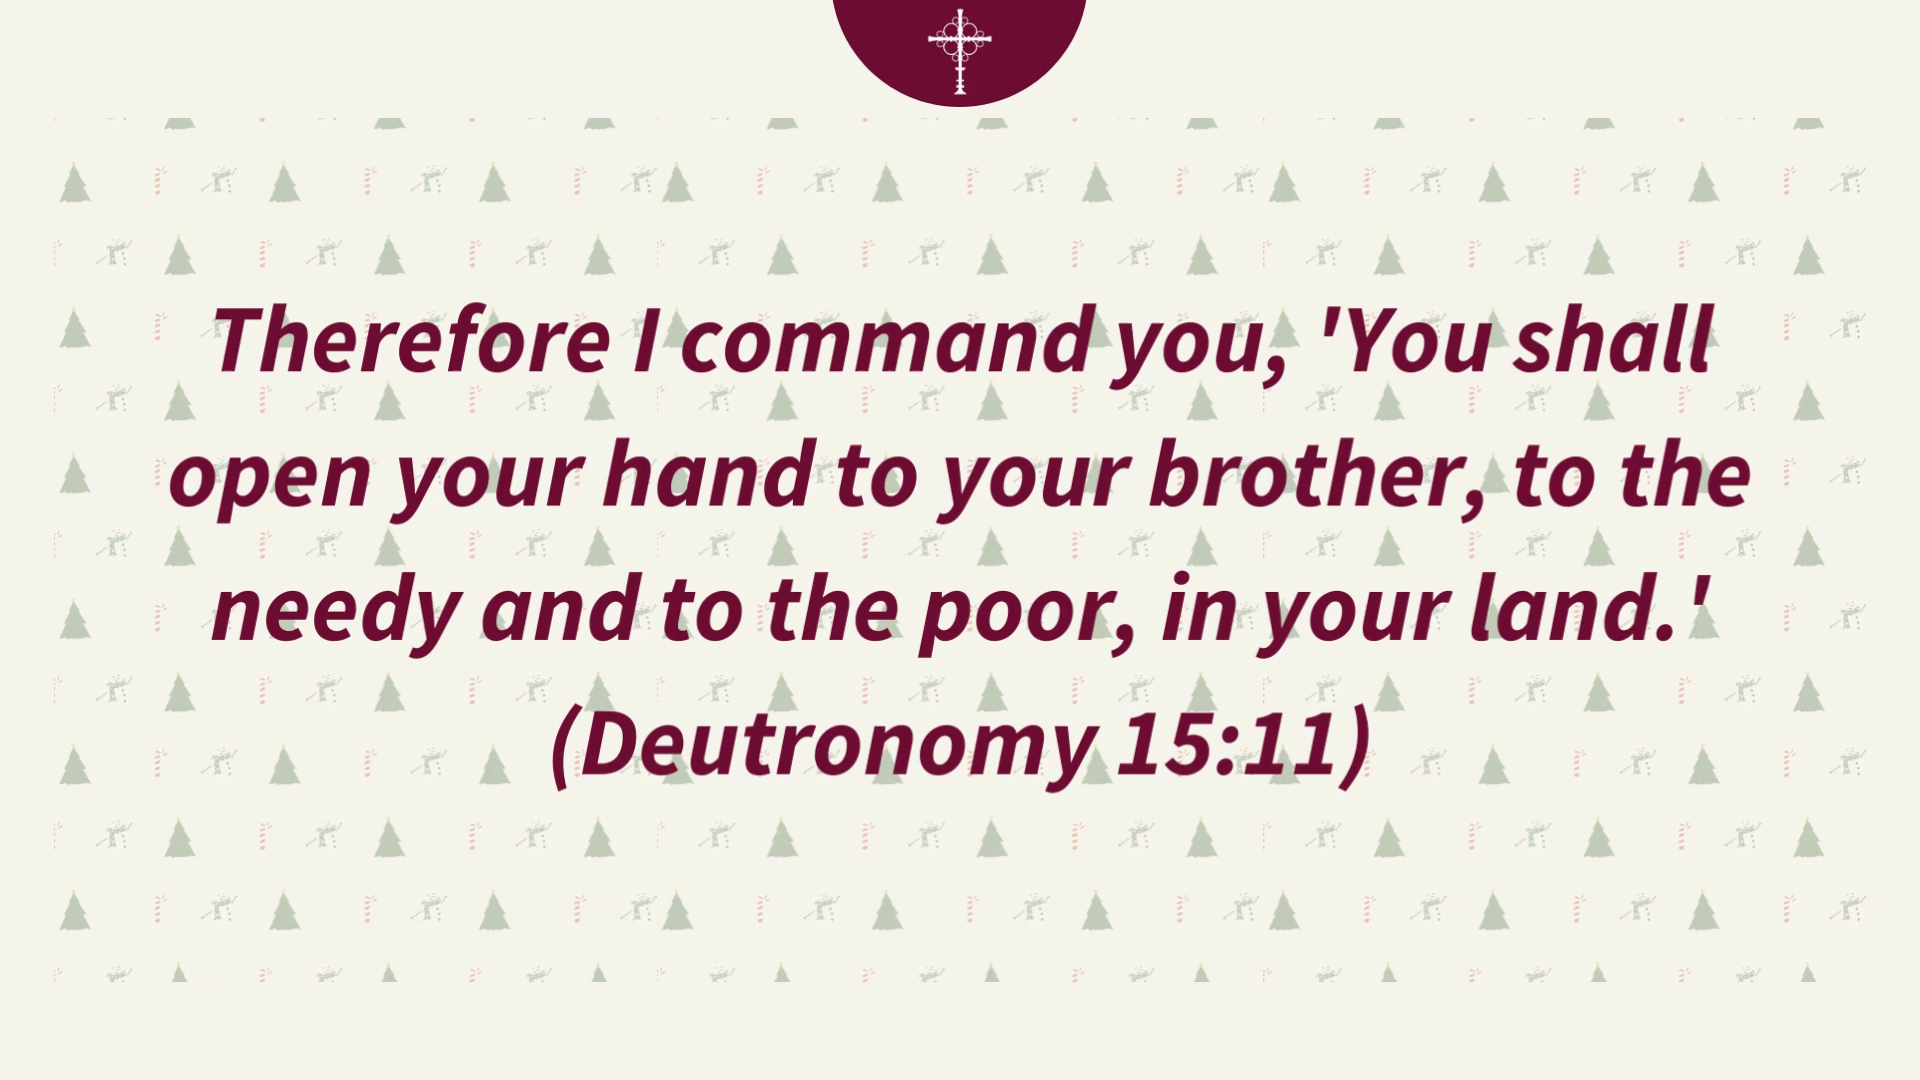 Therefore I command you, 'You shall
open your hand to your brother, to the
needy and to the poor, in your land.'
(Deutronomy 15:11)